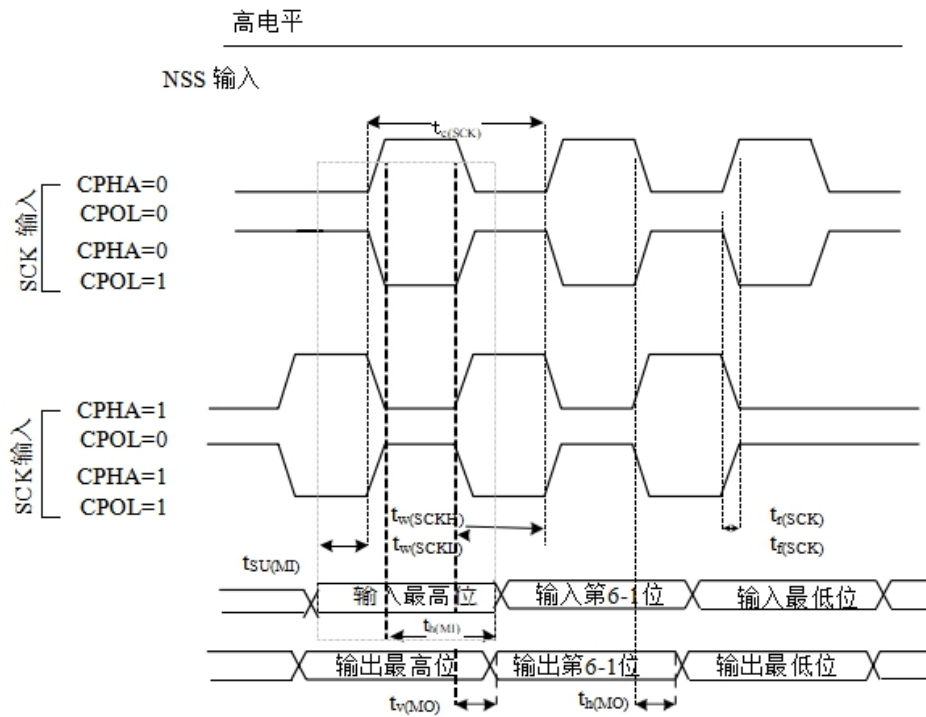 高电平
NSS 输入
tc(SCK)
SCK 输入
CPHA=0
CPOL=0
CPHA=0
CPOL=1
SCK输入
CPHA=1
CPOL=0
CPHA=1
CPOL=1
tw(SCKH)
tw(SCKL)
tr(SCK)
tf(SCK)
tSU(MI)
输入最高位
输入第6-1位
输入最低位
th(MI)
输出最高位
输出第6-1位
输出最低位
tv(MO)
th(MO)